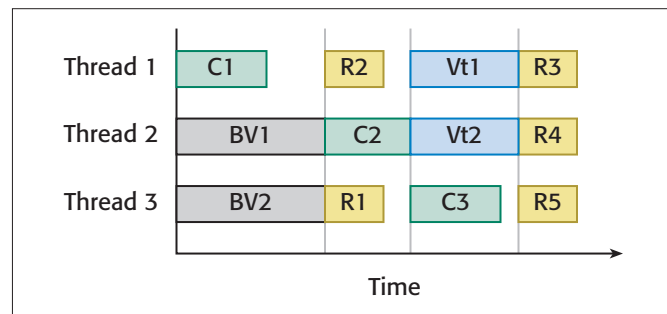 Thread 1 C1 R2 Vt1 R3
Thread 2 BV1 C2 Vt2 R4
Thread 3 BV2 R1 C3 R5
Time